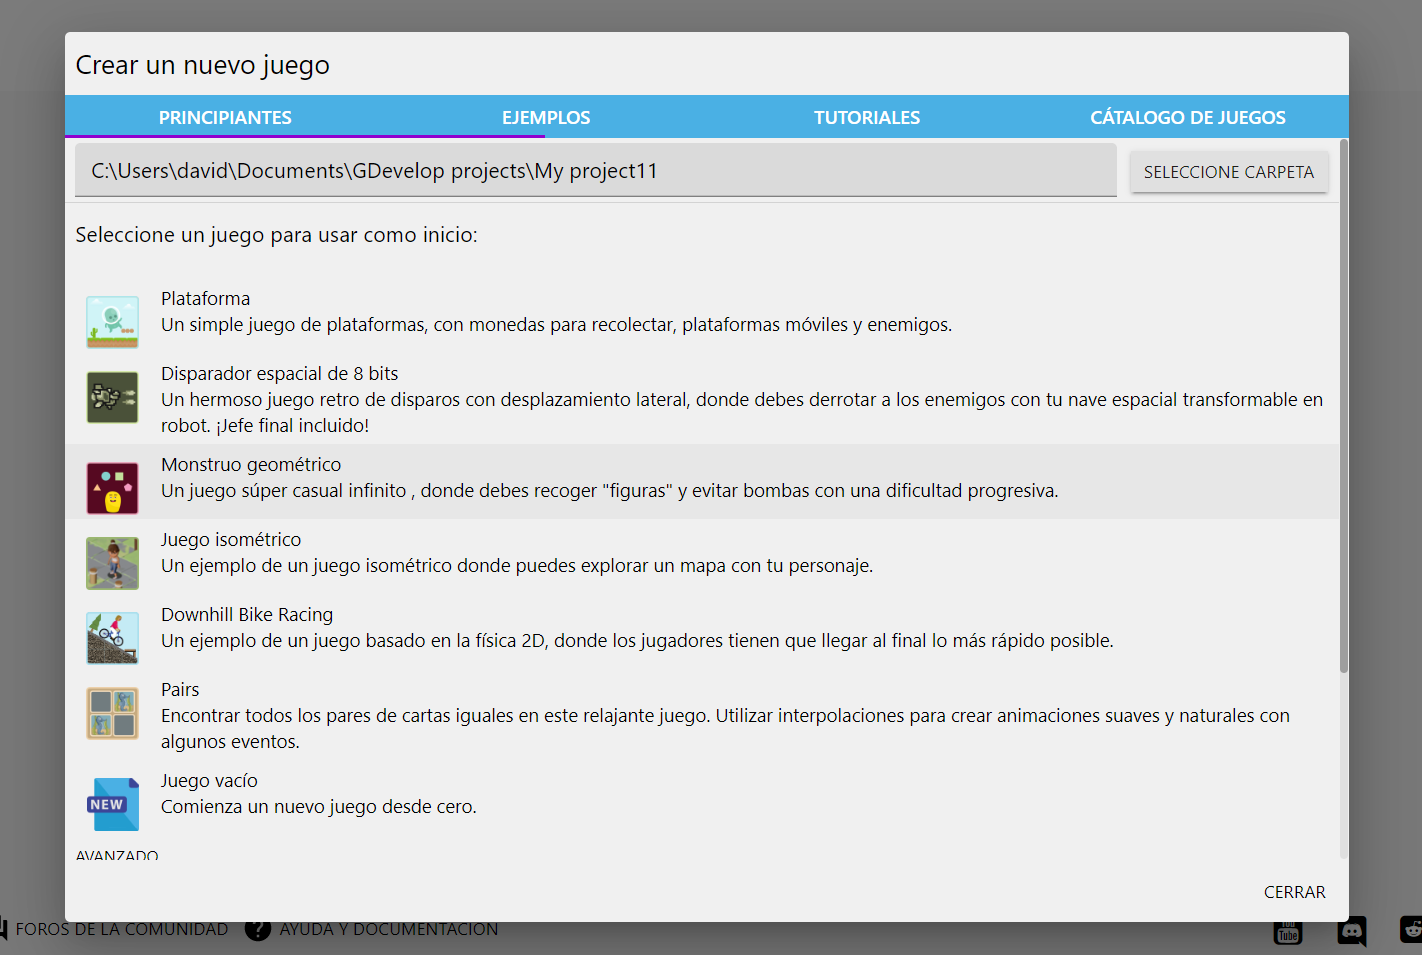 Crear un nuevo juego
PRINCIPIANTES
EJEMPLOS
TUTORIALES
CÁTALOGO DE JUEGOS
C:\Users\david\Documents\GDevelop projects\My project11
SELECCIONE CARPETA
Seleccione un juego para usar como inicio:
Plataforma
Un simple juego de plataformas, con monedas para recolectar, plataformas móviles y enemigos.
Disparador espacial de 8 bits
Un hermoso juego retro de disparos con desplazamiento lateral, donde debes derrotar a los enemigos con tu nave espacial transformable en
robot. ¡Jefe final incluido!
Monstruo geométrico
Un juego súper casual infinito , donde debes recoger "figuras" y evitar bombas con una dificultad progresiva.
Juego isométrico
Un ejemplo de un juego isométrico donde puedes explorar un mapa con tu personaje.
Downhill Bike Racing
Un ejemplo de un juego basado en la física 2D, donde los jugadores tienen que llegar al final lo más rápido posible.
Pairs
Encontrar todos los pares de cartas iguales en este relajante juego. Utilizar interpolaciones para crear animaciones suaves y naturales con
algunos eventos.
NEW
Juego vacío
Comienza un nuevo juego desde cero.
AVANZADO
CERRAR
FOROS DE LA COMUNIDAD
? AYUDA Y DOCUMENTACIÓN
You
Tube